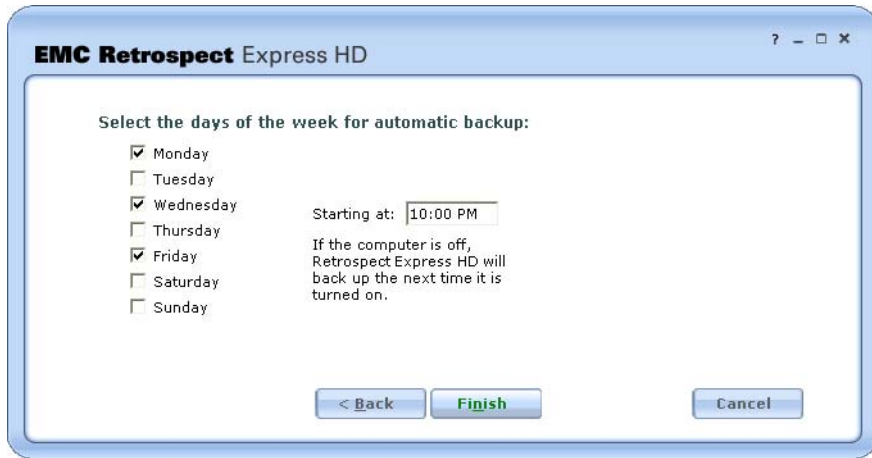 EMC Retrospect Express HD
?
Select the days of the week for automatic backup:
Monday
Tuesday
Wednesday
Thursday
Friday
Saturday
Sunday
Starting at: 10:00 PM
If the computer is off,
Retrospect Express HD will
back up the next time it is
turned on.
< Back
Finish
Cancel